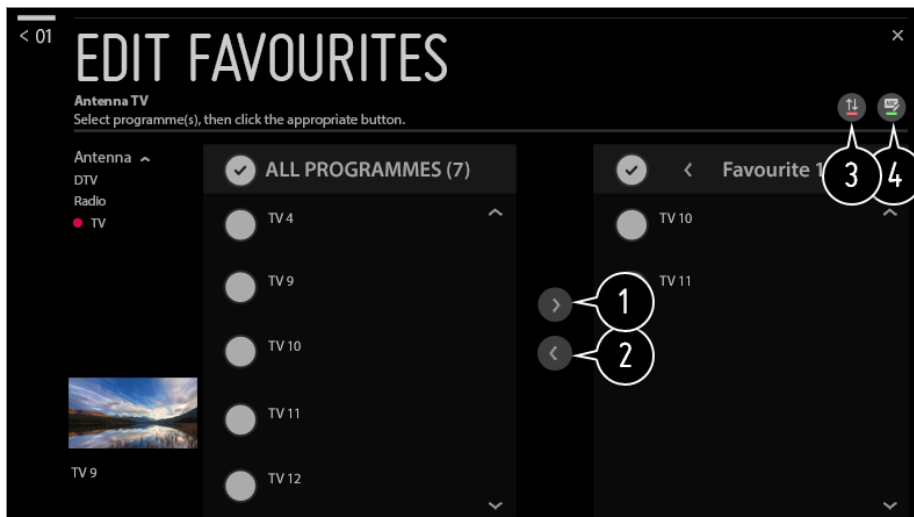 < 01
EDIT FAVOURITES
Antenna TV
Select programme(s), then click the appropriate button.
ABC
3
4
Antenna
DTV
Radio
TV
ALL PROGRAMMES (7)
TV 4
TV 9
TV 10
TV 11
TV 12
Favourite 1
TV 10
TV 11
1
2
TV 9